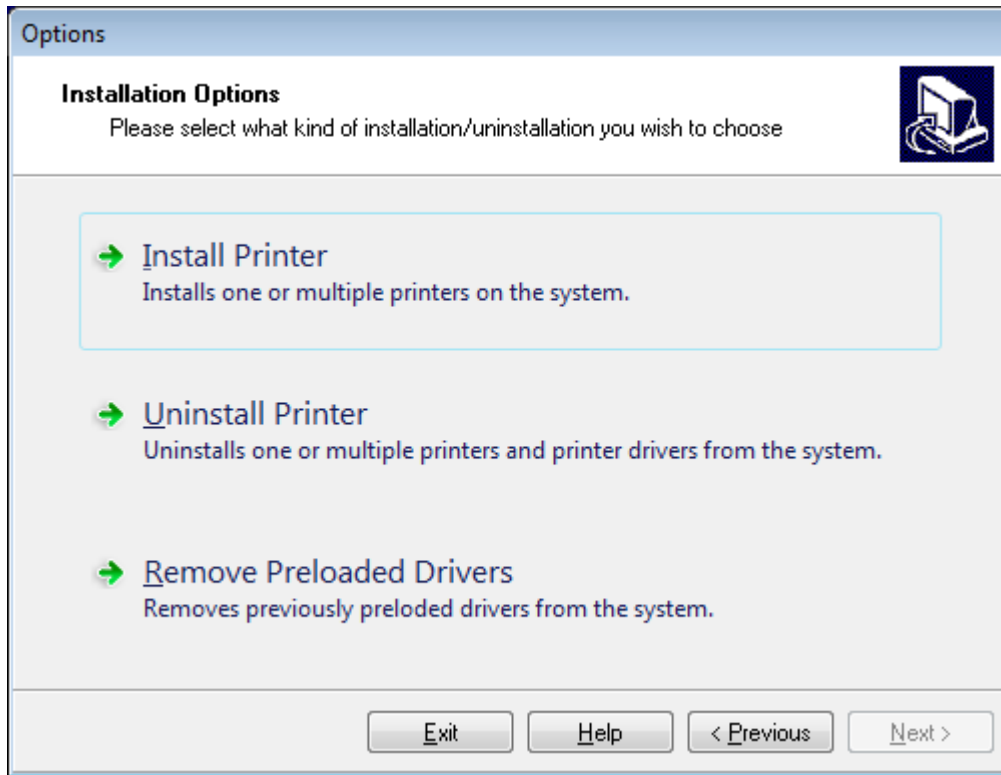 Options
Installation Options
Please select what kind of installation/uninstallation you wish to choose
Install Printer
Installs one or multiple printers on the system.
Uninstall Printer
Uninstalls one or multiple printers and printer drivers from the system.
Remove Preloaded Drivers
Removes previously preloded drivers from the system.
Exit Help < Previous Next >